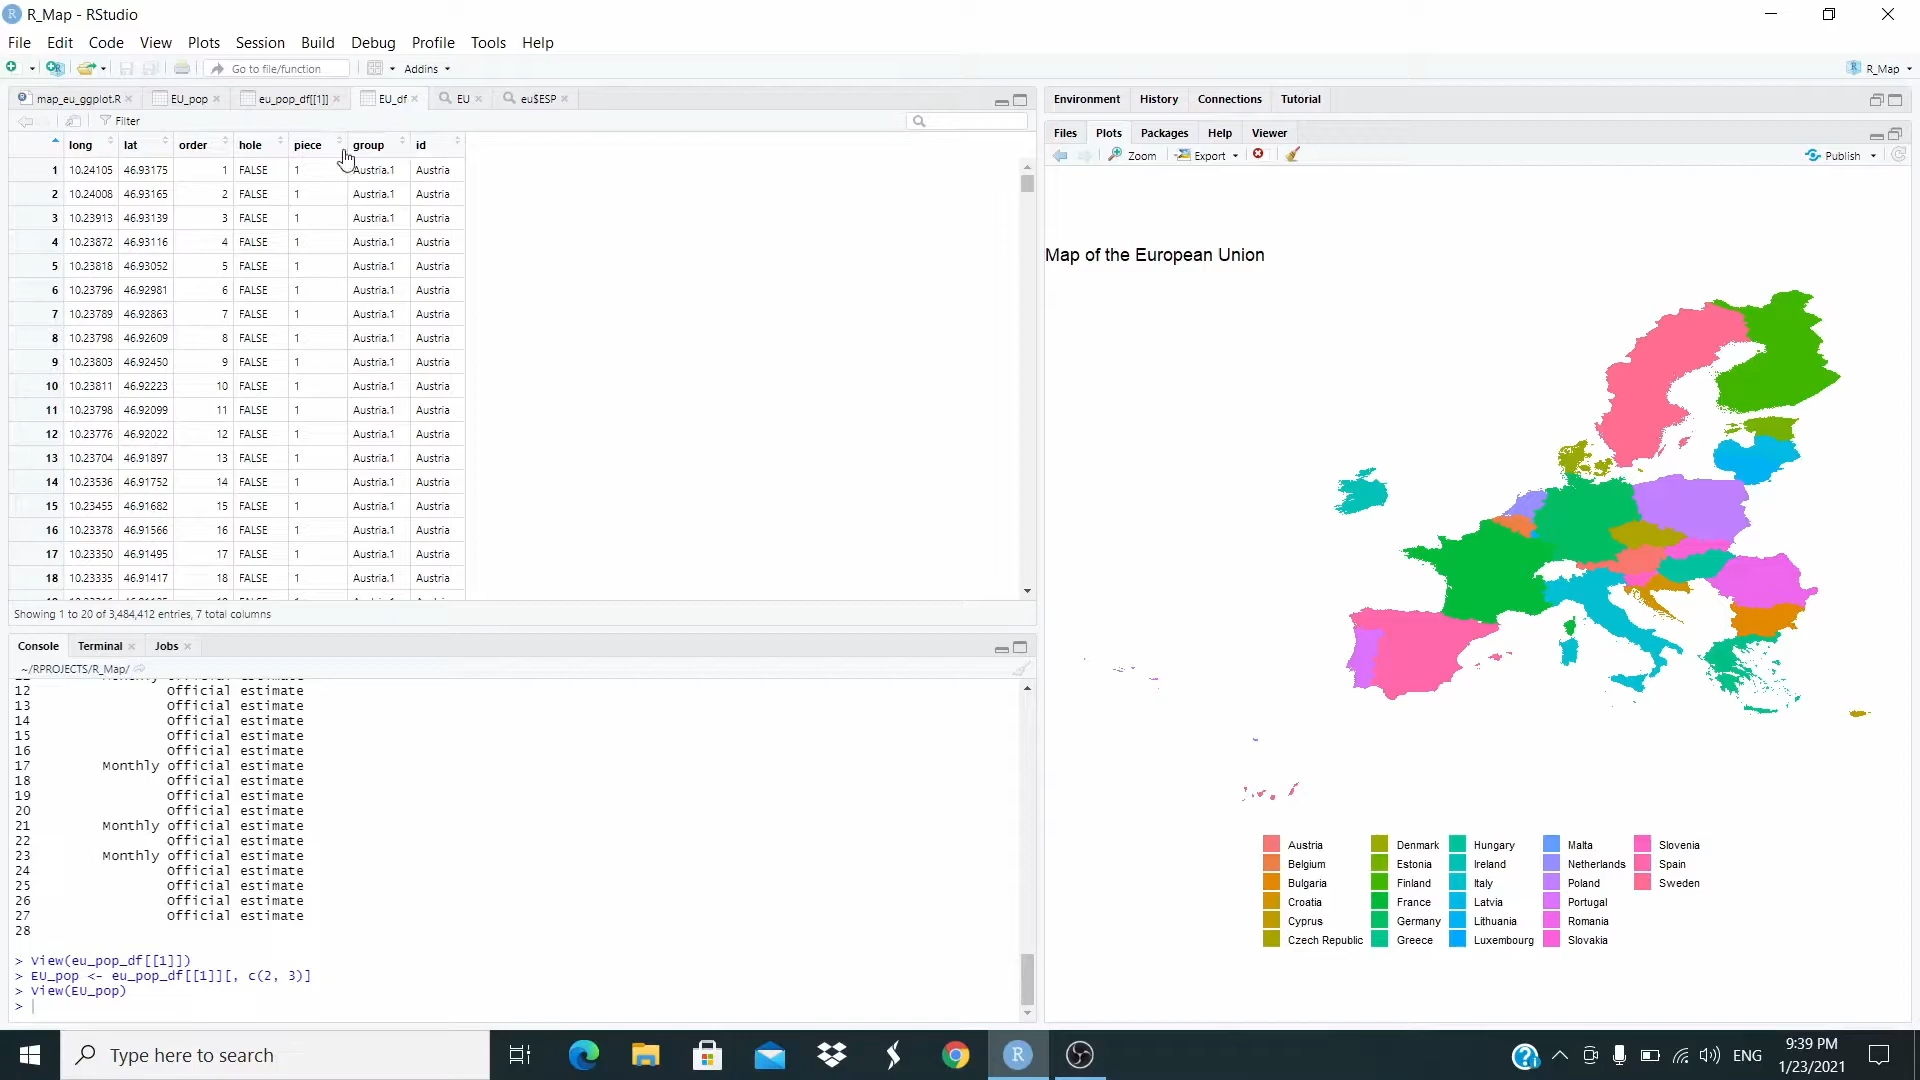 R_Map - RStudio
File Edit Code View Plots Session Build Debug Profile Tools Help
Go to file/function Addins R_Map
map_eu_ggplot.R EU_pop eu_pop_df[[1]] EU_df EU eu$ESP
Filter
long lat order hole piece group id
1 10.24105 46.93175 1 FALSE 1 Austria.1 Austria
2 10.24008 46.93165 2 FALSE 1 Austria.1 Austria
3 10.23913 46.93139 3 FALSE 1 Austria.1 Austria
4 10.23872 46.93116 4 FALSE 1 Austria.1 Austria
5 10.23818 46.93052 5 FALSE 1 Austria.1 Austria
6 10.23796 46.92981 6 FALSE 1 Austria.1 Austria
7 10.23789 46.92863 7 FALSE 1 Austria.1 Austria
8 10.23798 46.92609 8 FALSE 1 Austria.1 Austria
9 10.23803 46.92450 9 FALSE 1 Austria.1 Austria
10 10.23811 46.92223 10 FALSE 1 Austria.1 Austria
11 10.23798 46.92099 11 FALSE 1 Austria.1 Austria
12 10.23776 46.92022 12 FALSE 1 Austria.1 Austria
13 10.23704 46.91897 13 FALSE 1 Austria.1 Austria
14 10.23536 46.91752 14 FALSE 1 Austria.1 Austria
15 10.23455 46.91682 15 FALSE 1 Austria.1 Austria
16 10.23378 46.91566 16 FALSE 1 Austria.1 Austria
17 10.23350 46.91495 17 FALSE 1 Austria.1 Austria
18 10.23335 46.91417 18 FALSE 1 Austria.1 Austria
Showing 1 to 20 of 3,484,412 entries, 7 total columns
Console Terminal Jobs
~/RPROJECTS/R_Map/
12 Official estimate
13 Official estimate
14 Official estimate
15 Official estimate
16 Official estimate
17 Monthly official estimate
18 Official estimate
19 Official estimate
20 Official estimate
21 Monthly official estimate
22 Official estimate
23 Monthly official estimate
24 Official estimate
25 Official estimate
26 Official estimate
27 Official estimate
28
> View(eu_pop_df[[1]])
> EU_pop <- eu_pop_df[[1]][, c(2, 3)]
> View(EU_pop)
>
Environment History Connections Tutorial
Files Plots Packages Help Viewer
Zoom Export Publish
Map of the European Union
Austria Denmark Hungary Malta Slovenia
Belgium Estonia Ireland Netherlands Spain
Bulgaria Finland Italy Poland Sweden
Croatia France Latvia Portugal
Cyprus Germany Lithuania Romania
Czech Republic Greece Luxembourg Slovakia
Type here to search
ENG
9:39 PM
1/23/2021